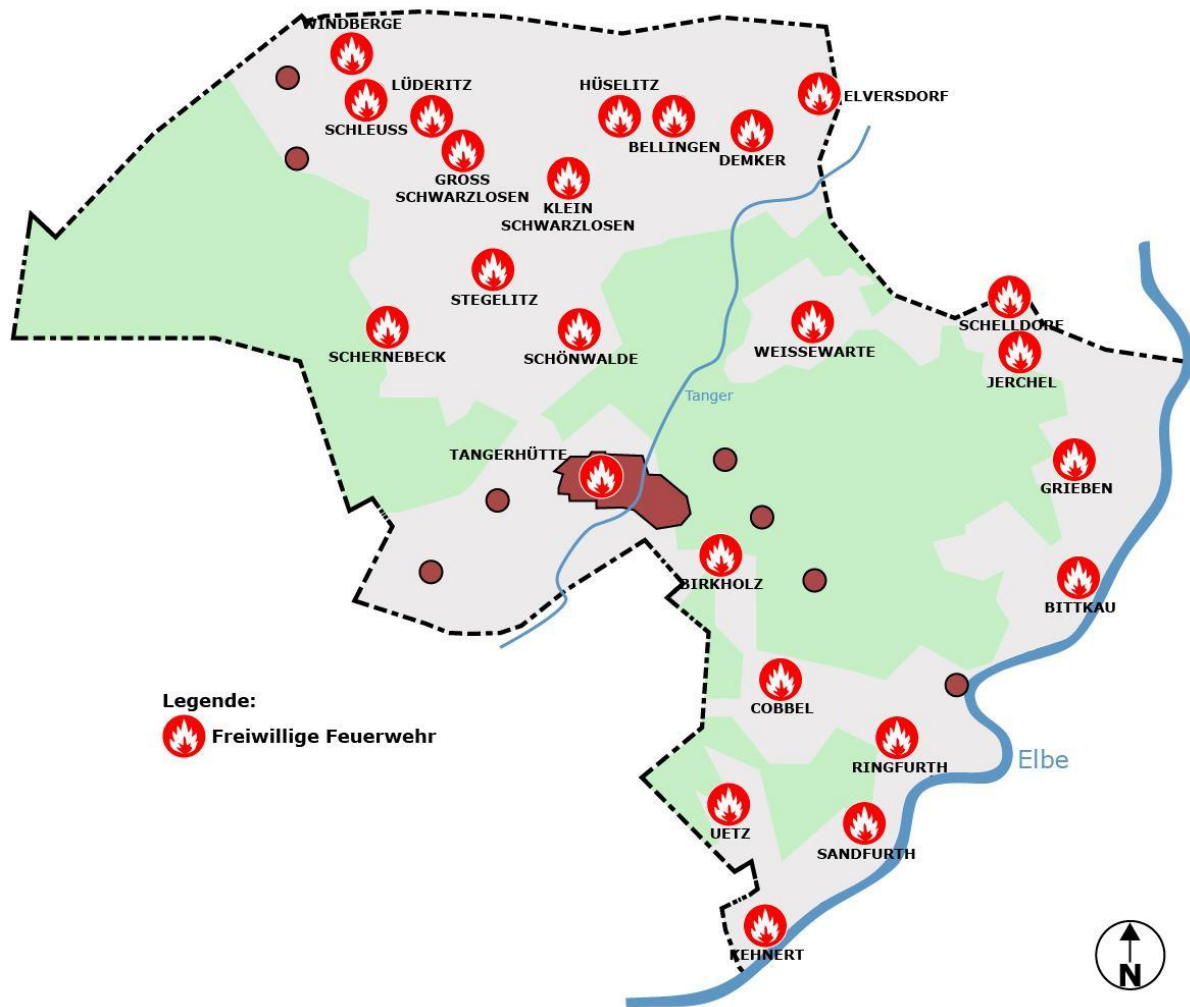 WINDBERGE
LÜDERITZ
HÜSELITZ
ELVERSDORF
SCHLEUSS
BELLINGEN
DEMKER
GROSS
SCHWARZLOSEN
KLEIN
SCHWARZLOSEN
STEGELITZ
SCHELLDORF
SCHERNEBECK
SCHÖNWALDE
WEISSEWARTE
JERCHEL
Tanger
TANGERHÜTTE
GRIEBEN
BIRKHOLZ
BITTKAU
Legende:
Freiwillige Feuerwehr
COBBEL
RINGFURTH
Elbe
UETZ
SANDFURTH
KEHNERT
N